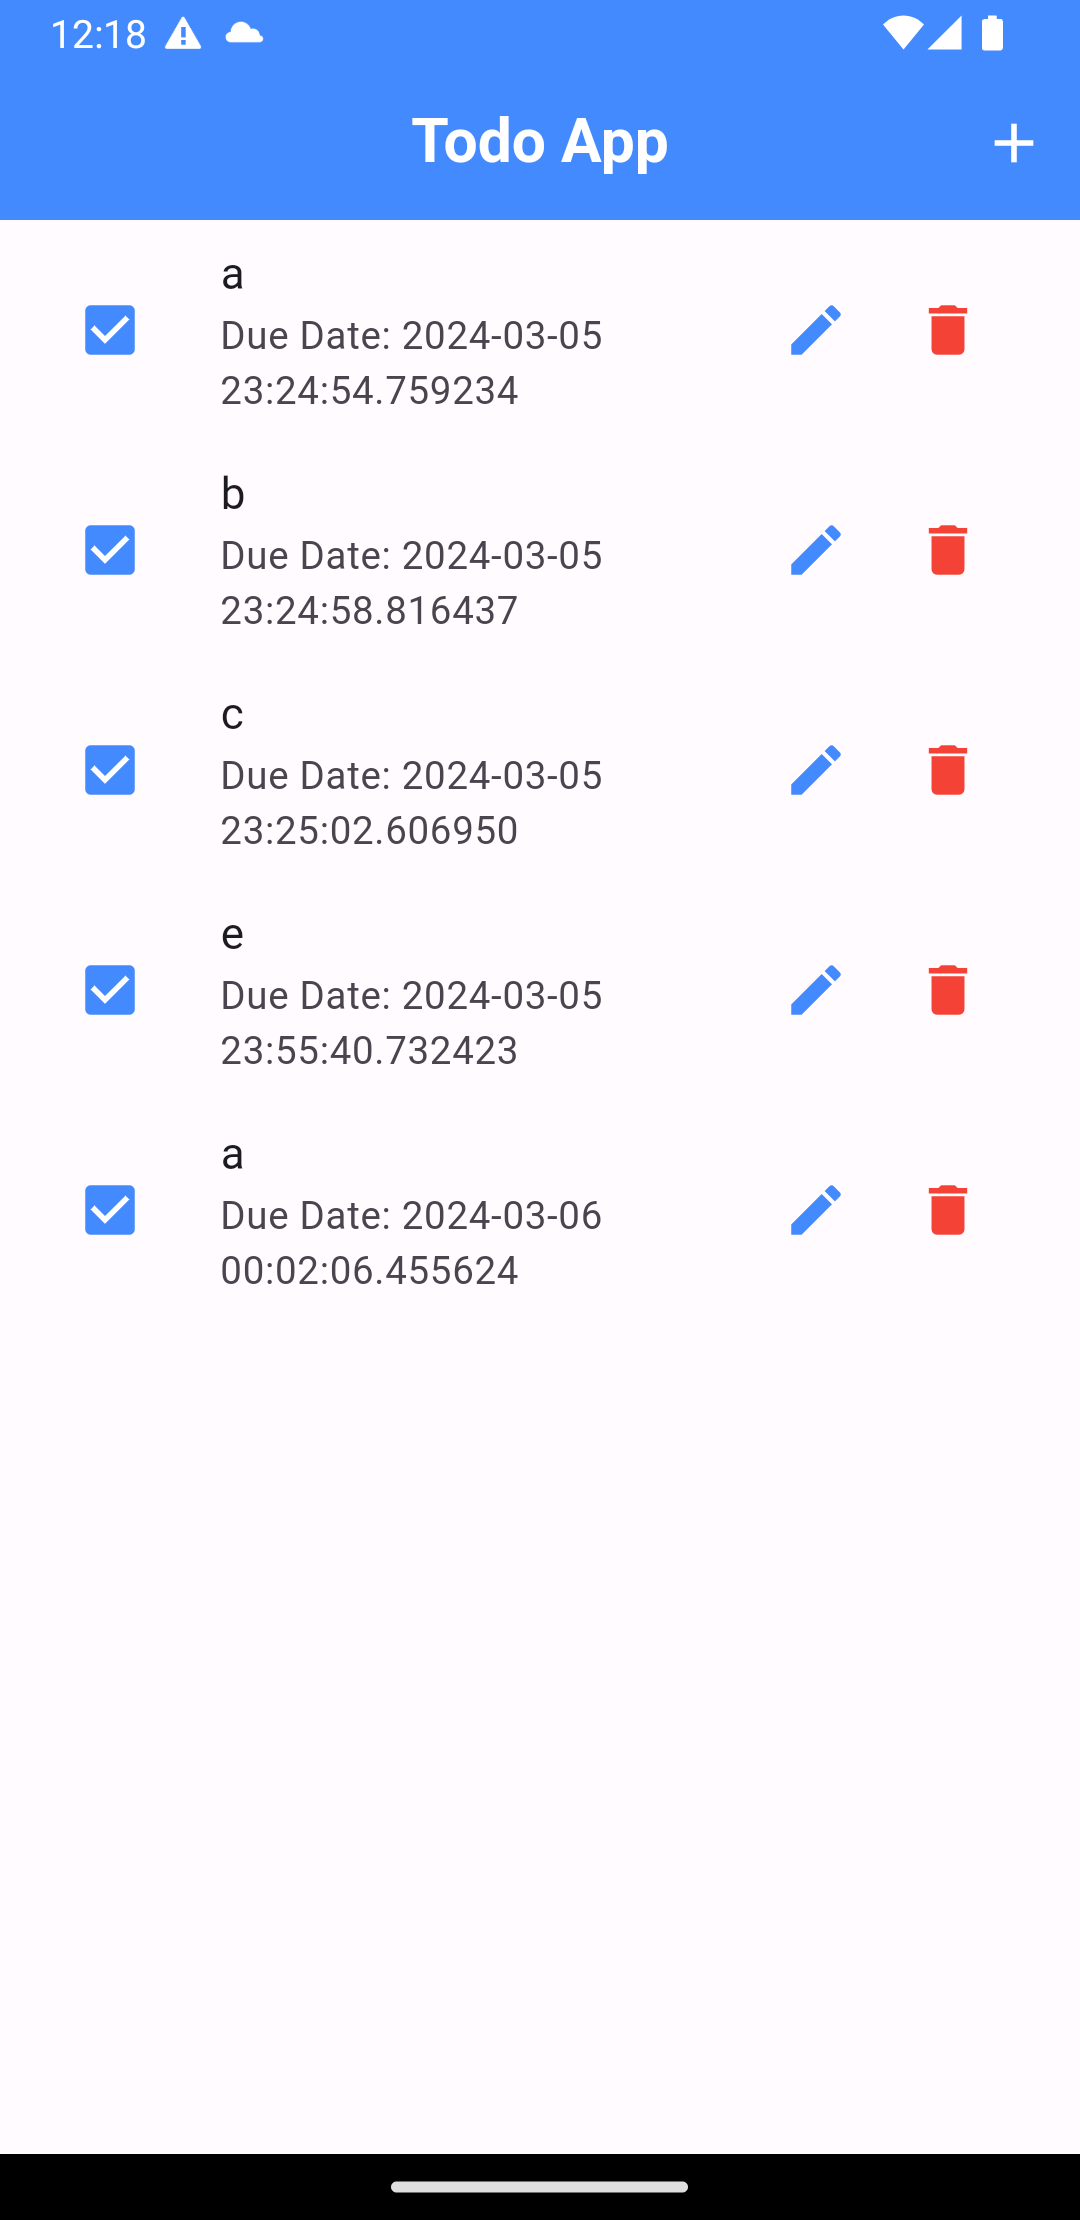 12:18
Todo App
a
Due Date: 2024-03-05
23:24:54.759234
b
Due Date: 2024-03-05
23:24:58.816437
c
Due Date: 2024-03-05
23:25:02.606950
e
Due Date: 2024-03-05
23:55:40.732423
a
Due Date: 2024-03-06
00:02:06.455624